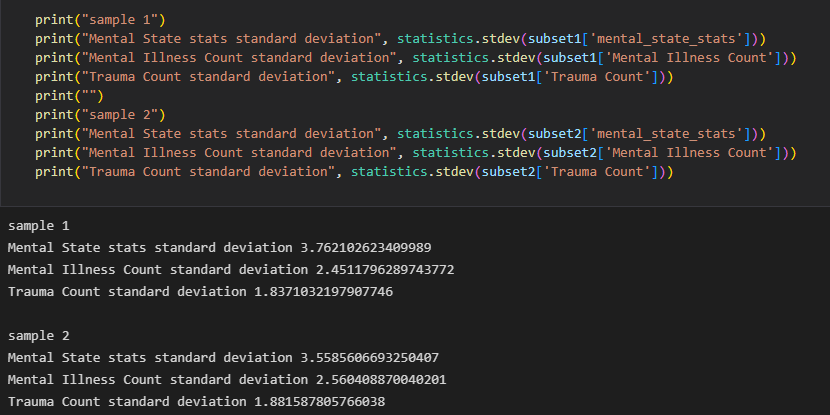 print("sample 1")
print("Mental State stats standard deviation", statistics.stdev(subset1['mental_state_stats']))
print("Mental Illness Count standard deviation", statistics.stdev(subset1['Mental Illness Count']))
print("Trauma Count standard deviation", statistics.stdev(subset1['Trauma Count']))
print("")
print("sample 2")
print("Mental State stats standard deviation", statistics.stdev(subset2['mental_state_stats']))
print("Mental Illness Count standard deviation", statistics.stdev(subset2['Mental Illness Count']))
print("Trauma Count standard deviation", statistics.stdev(subset2['Trauma Count']))
sample 1
Mental State stats standard deviation 3.762102623409989
Mental Illness Count standard deviation 2.4511796289743772
Trauma Count standard deviation 1.8371032197907746
sample 2
Mental State stats standard deviation 3.5585606693250407
Mental Illness Count standard deviation 2.560408870040201
Trauma Count standard deviation 1.881587805766038